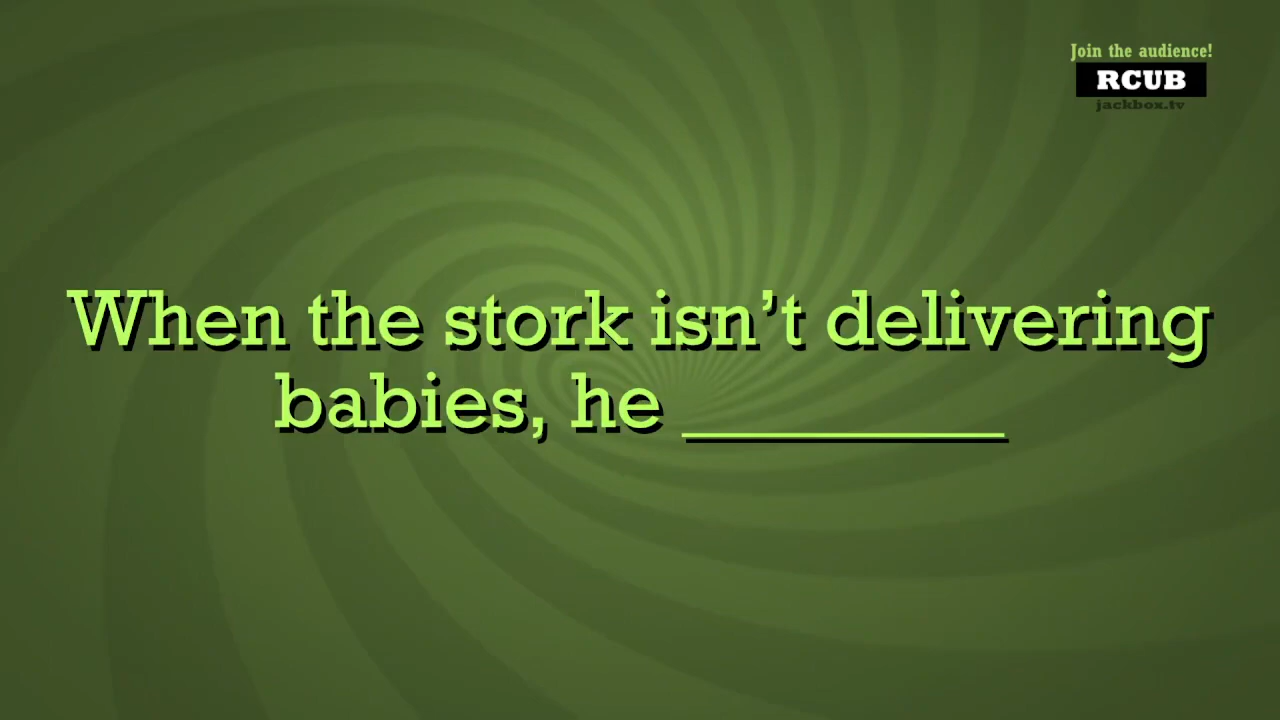 Join the audience!
RCUB
jackbox.tv
When the stork isn’t delivering
babies, he ________